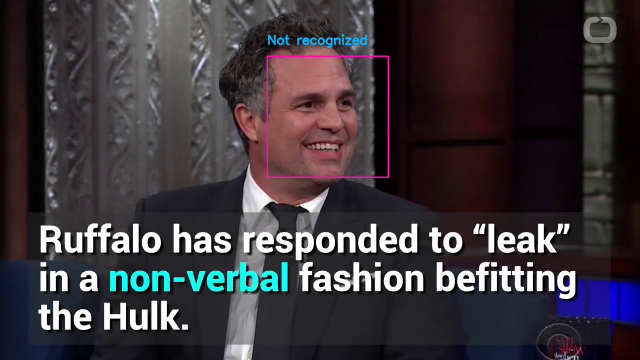 Not recognized
Ruffalo has responded to “leak”
in a non-verbal fashion befitting
the Hulk.